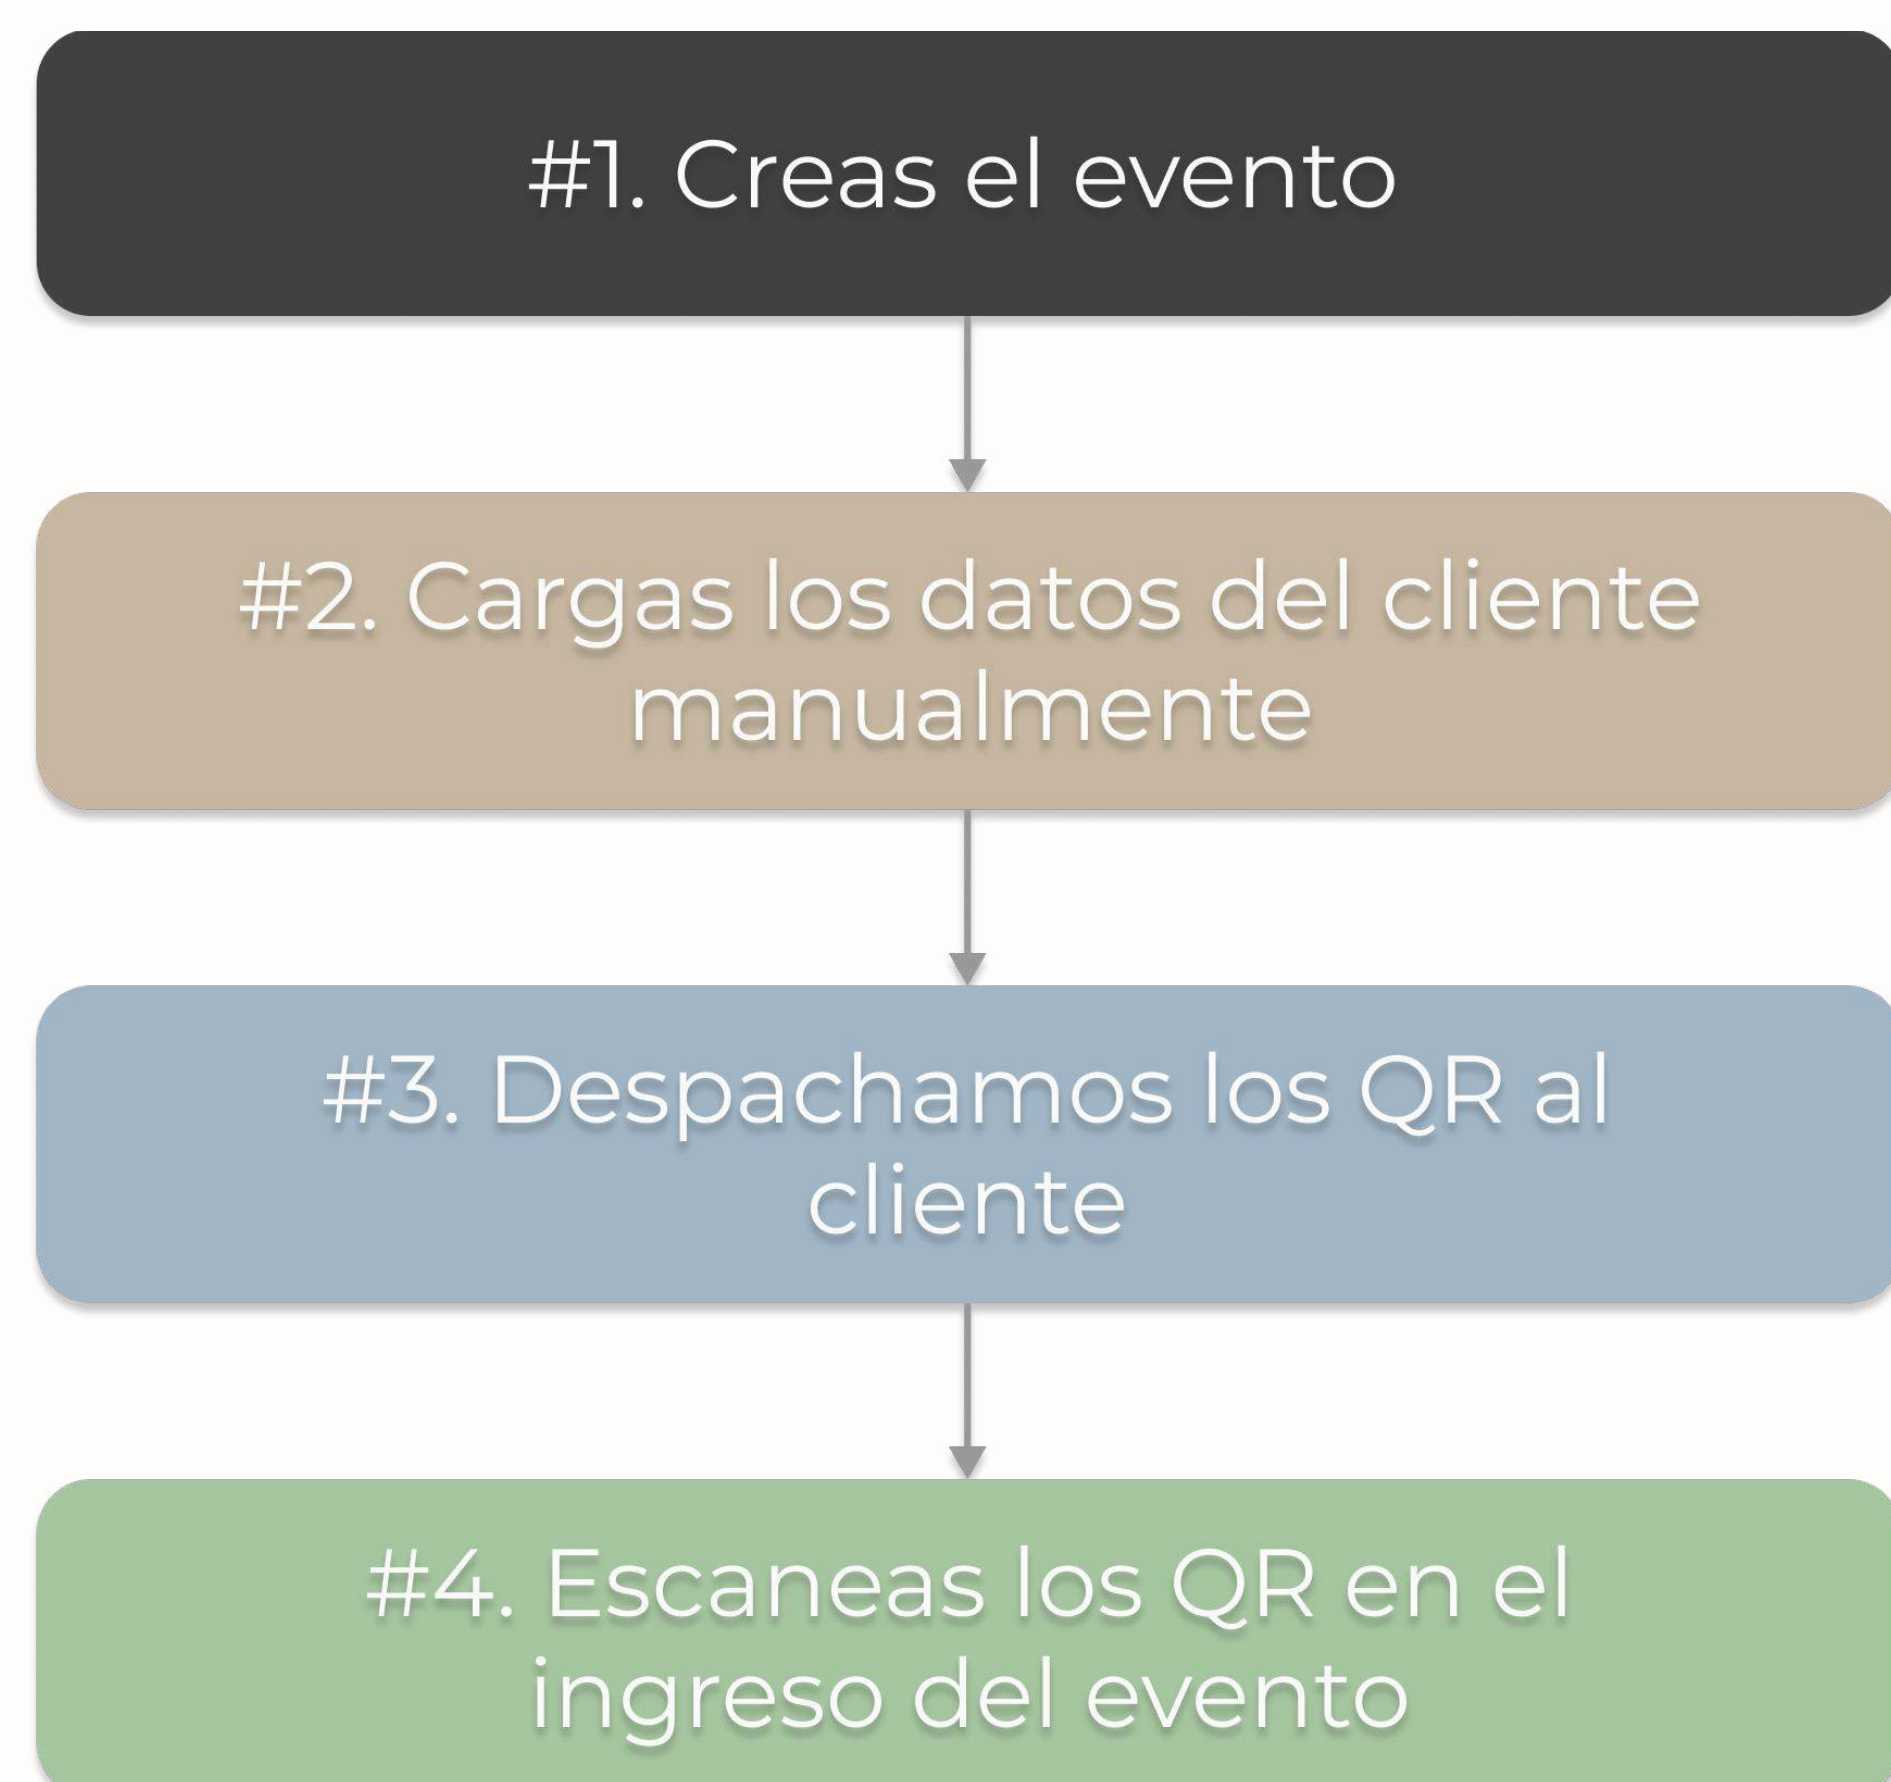 #1. Creas el evento
#2. Cargas los datos del cliente
manualmente
#3. Despachamos los QR al
cliente
#4. Escaneas los QR en el
ingreso del evento